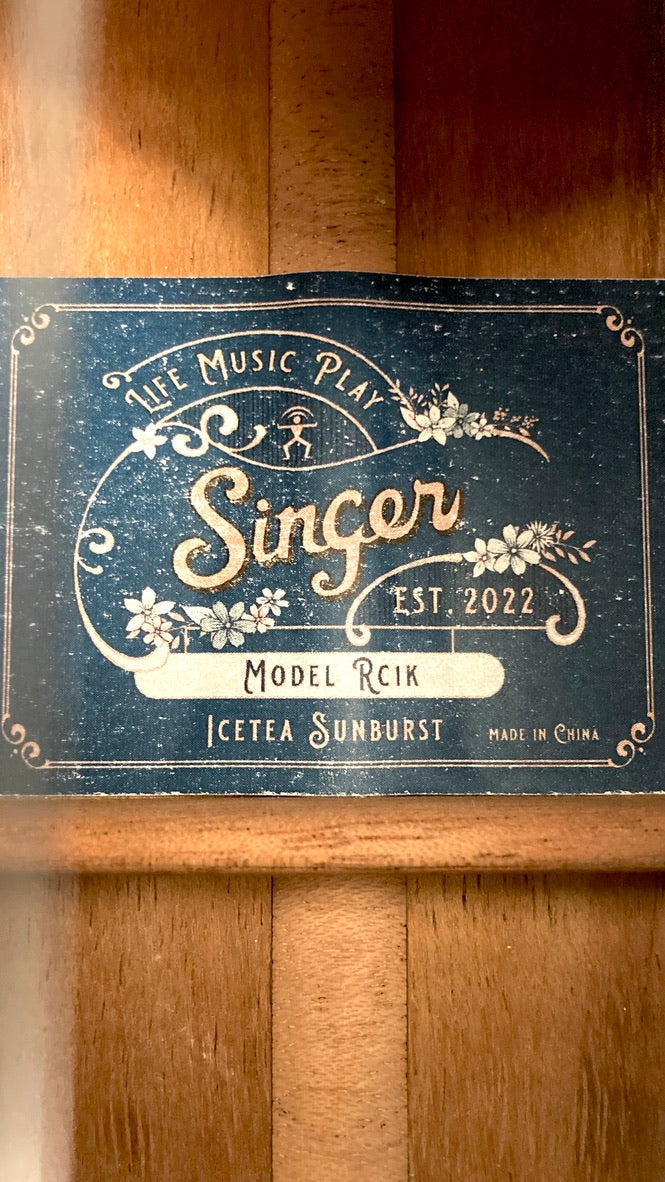 Life Music Play
Singer
Est. 2022
Model Rcik
Icetea Sunburst
made in China